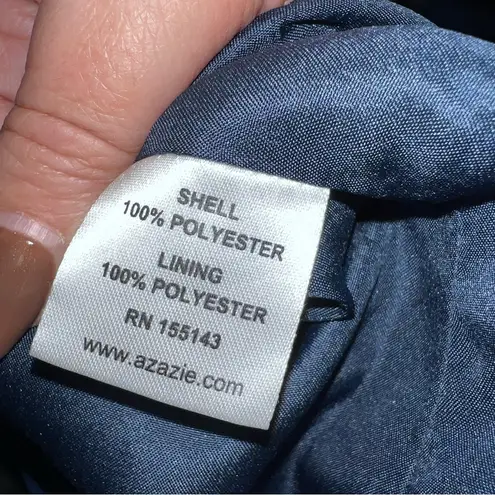 SHELL
100% POLYESTER
LINING
100% POLYESTER
RN 155143
www.azazie.com